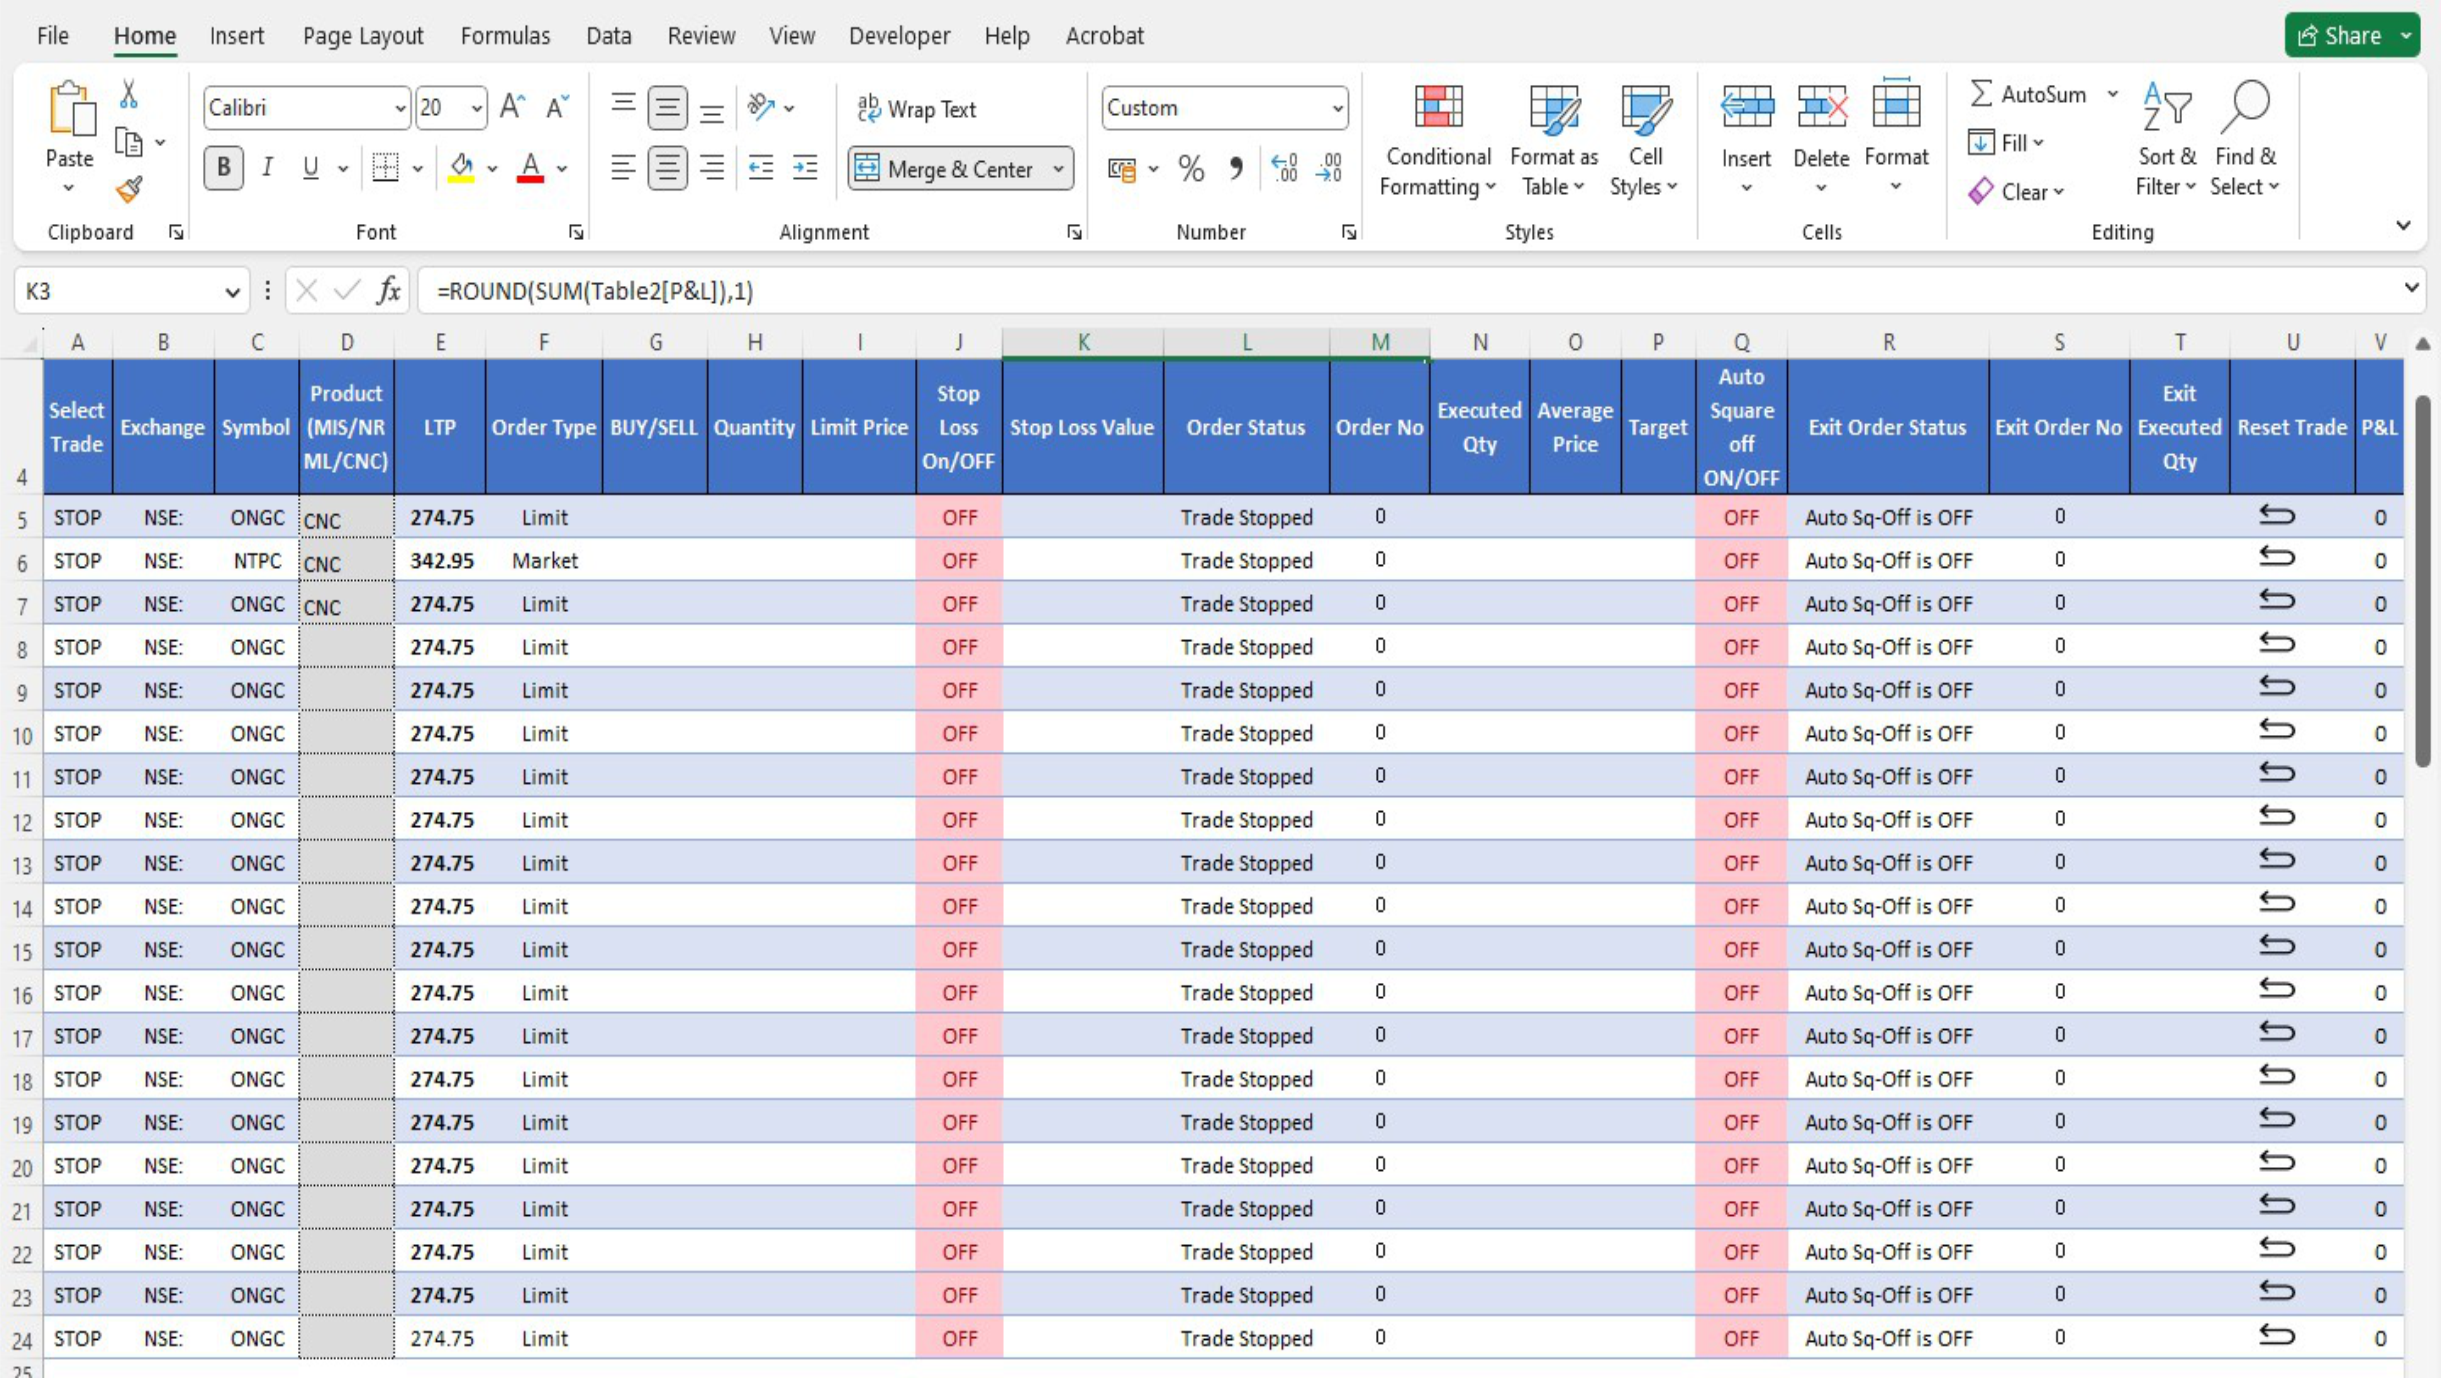 File Home Insert Page Layout Formulas Data Review View Developer Help Acrobat Share
Calibri 20 Wrap Text Custom AutoSum
Paste B I U Merge & Center % Conditional Formatting Format as Table Cell Styles Insert Delete Format Fill Sort & Filter Find & Select
Clear
Clipboard Font Alignment Number Styles Cells Editing
K3 fx =ROUND(SUM(Table2[P&L]),1)
A B C D E F G H I J K L M N O P Q R S T U V
4 Select Trade Exchange Symbol Product (MIS/NR ML/CNC) LTP Order Type BUY/SELL Quantity Limit Price Stop Loss On/OFF Stop Loss Value Order Status Order No Executed Qty Average Price Target Auto Square off ON/OFF Exit Order Status Exit Order No Exit Executed Qty Reset Trade P&L
5 STOP NSE: ONGC CNC 274.75 Limit OFF Trade Stopped 0 OFF Auto Sq-Off is OFF 0 0
6 STOP NSE: NTPC CNC 342.95 Market OFF Trade Stopped 0 OFF Auto Sq-Off is OFF 0 0
7 STOP NSE: ONGC CNC 274.75 Limit OFF Trade Stopped 0 OFF Auto Sq-Off is OFF 0 0
8 STOP NSE: ONGC 274.75 Limit OFF Trade Stopped 0 OFF Auto Sq-Off is OFF 0 0
9 STOP NSE: ONGC 274.75 Limit OFF Trade Stopped 0 OFF Auto Sq-Off is OFF 0 0
10 STOP NSE: ONGC 274.75 Limit OFF Trade Stopped 0 OFF Auto Sq-Off is OFF 0 0
11 STOP NSE: ONGC 274.75 Limit OFF Trade Stopped 0 OFF Auto Sq-Off is OFF 0 0
12 STOP NSE: ONGC 274.75 Limit OFF Trade Stopped 0 OFF Auto Sq-Off is OFF 0 0
13 STOP NSE: ONGC 274.75 Limit OFF Trade Stopped 0 OFF Auto Sq-Off is OFF 0 0
14 STOP NSE: ONGC 274.75 Limit OFF Trade Stopped 0 OFF Auto Sq-Off is OFF 0 0
15 STOP NSE: ONGC 274.75 Limit OFF Trade Stopped 0 OFF Auto Sq-Off is OFF 0 0
16 STOP NSE: ONGC 274.75 Limit OFF Trade Stopped 0 OFF Auto Sq-Off is OFF 0 0
17 STOP NSE: ONGC 274.75 Limit OFF Trade Stopped 0 OFF Auto Sq-Off is OFF 0 0
18 STOP NSE: ONGC 274.75 Limit OFF Trade Stopped 0 OFF Auto Sq-Off is OFF 0 0
19 STOP NSE: ONGC 274.75 Limit OFF Trade Stopped 0 OFF Auto Sq-Off is OFF 0 0
20 STOP NSE: ONGC 274.75 Limit OFF Trade Stopped 0 OFF Auto Sq-Off is OFF 0 0
21 STOP NSE: ONGC 274.75 Limit OFF Trade Stopped 0 OFF Auto Sq-Off is OFF 0 0
22 STOP NSE: ONGC 274.75 Limit OFF Trade Stopped 0 OFF Auto Sq-Off is OFF 0 0
23 STOP NSE: ONGC 274.75 Limit OFF Trade Stopped 0 OFF Auto Sq-Off is OFF 0 0
24 STOP NSE: ONGC 274.75 Limit OFF Trade Stopped 0 OFF Auto Sq-Off is OFF 0 0
25